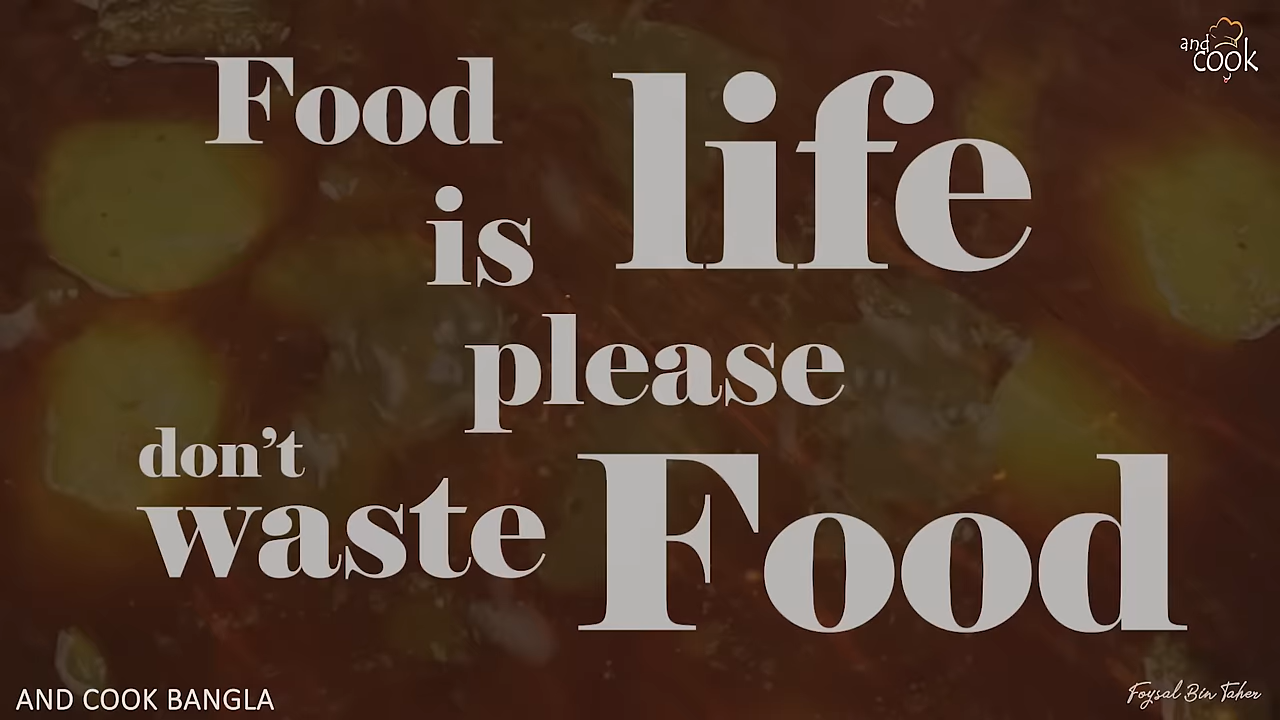 and
cook
Food
is
life
please
don't
waste
Food
AND COOK BANGLA
Foysal Bin Taher